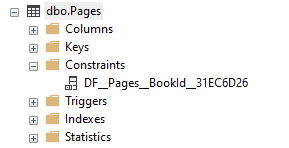 dbo.Pages
Columns
Keys
Constraints
DF__Pages__BookId__31EC6D26
Triggers
Indexes
Statistics